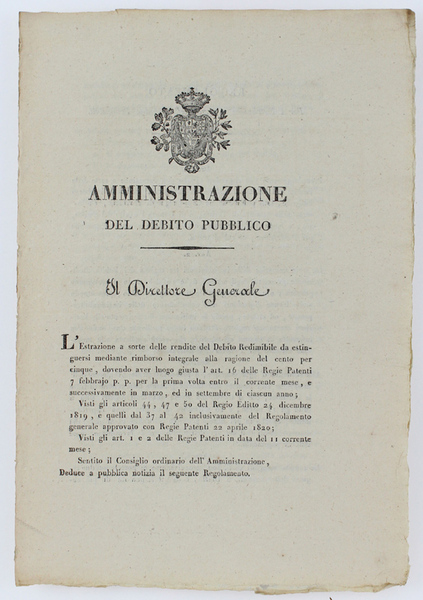 AMMINISTRAZIONE
DEL DEBITO PUBBLICO
Il Direttore Generale
L'Estrazione a sorte delle rendite del Debito Redimibile da estin-
guersi mediante rimborso integrale alla ragione del cento per
cinque, dovendo aver luogo giusta l'art. 16 delle Regie Patenti
7 febbrajo p. p. per la prima volta entro il corrente mese, e
successivamente in marzo, ed in settembre di ciascun anno;
Visti gli articoli 44, 47 e 50 del Regio Editto 24 dicembre
1819, e quelli dal 37 al 42 inclusivamente del Regolamento
generale approvato con Regie Patenti 22 aprile 1820;
Visti gli art. 1 e 2 delle Regie Patenti in data del 11 corrente
mese;
Sentito il Consiglio ordinario dell'Amministrazione,
Deduce a pubblica notizia il seguente Regolamento.